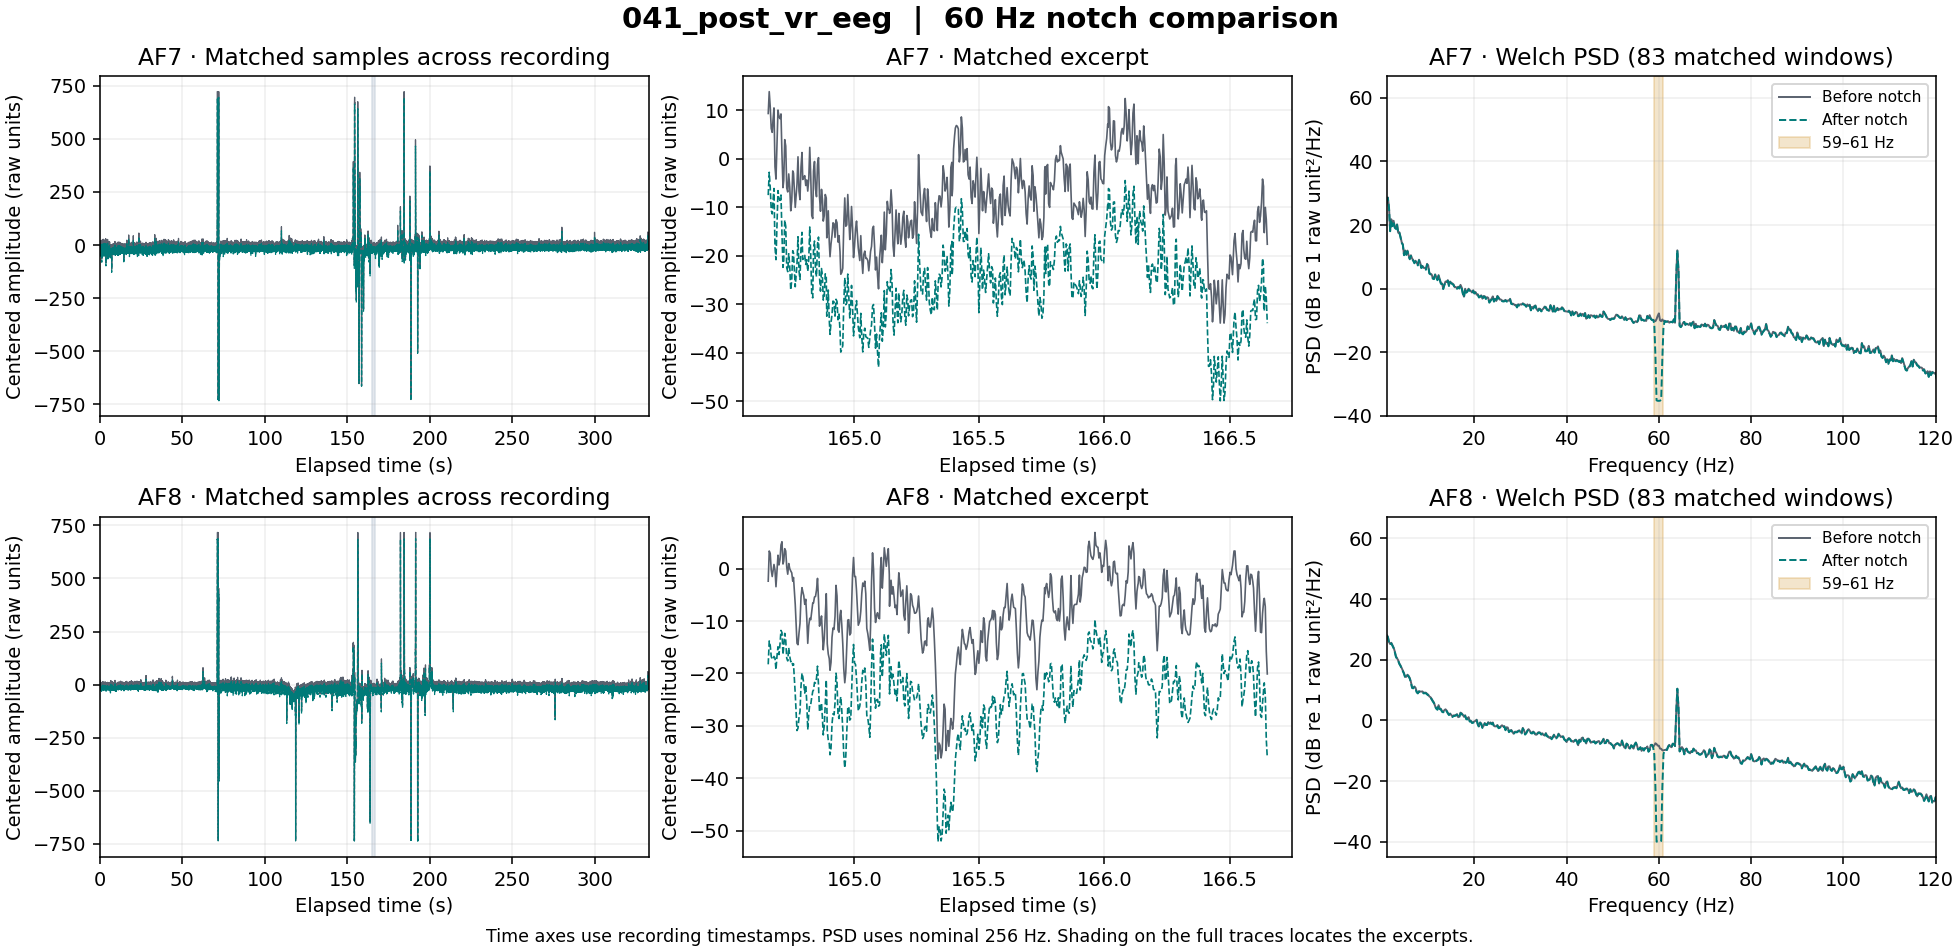 041_post_vr_eeg | 60 Hz notch comparison
AF7 · Matched samples across recording
Centered amplitude (raw units)
750
500
250
0
−250
−500
−750
0 50 100 150 200 250 300
Elapsed time (s)
AF7 · Matched excerpt
Centered amplitude (raw units)
10
0
−10
−20
−30
−40
−50
165.0 165.5 166.0 166.5
Elapsed time (s)
AF7 · Welch PSD (83 matched windows)
PSD (dB re 1 raw unit²/Hz)
60
40
20
0
−20
−40
20 40 60 80 100 120
Frequency (Hz)
Before notch
After notch
59–61 Hz
AF8 · Matched samples across recording
Centered amplitude (raw units)
750
500
250
0
−250
−500
−750
0 50 100 150 200 250 300
Elapsed time (s)
AF8 · Matched excerpt
Centered amplitude (raw units)
0
−10
−20
−30
−40
−50
165.0 165.5 166.0 166.5
Elapsed time (s)
AF8 · Welch PSD (83 matched windows)
PSD (dB re 1 raw unit²/Hz)
60
40
20
0
−20
−40
20 40 60 80 100 120
Frequency (Hz)
Before notch
After notch
59–61 Hz
Time axes use recording timestamps. PSD uses nominal 256 Hz. Shading on the full traces locates the excerpts.